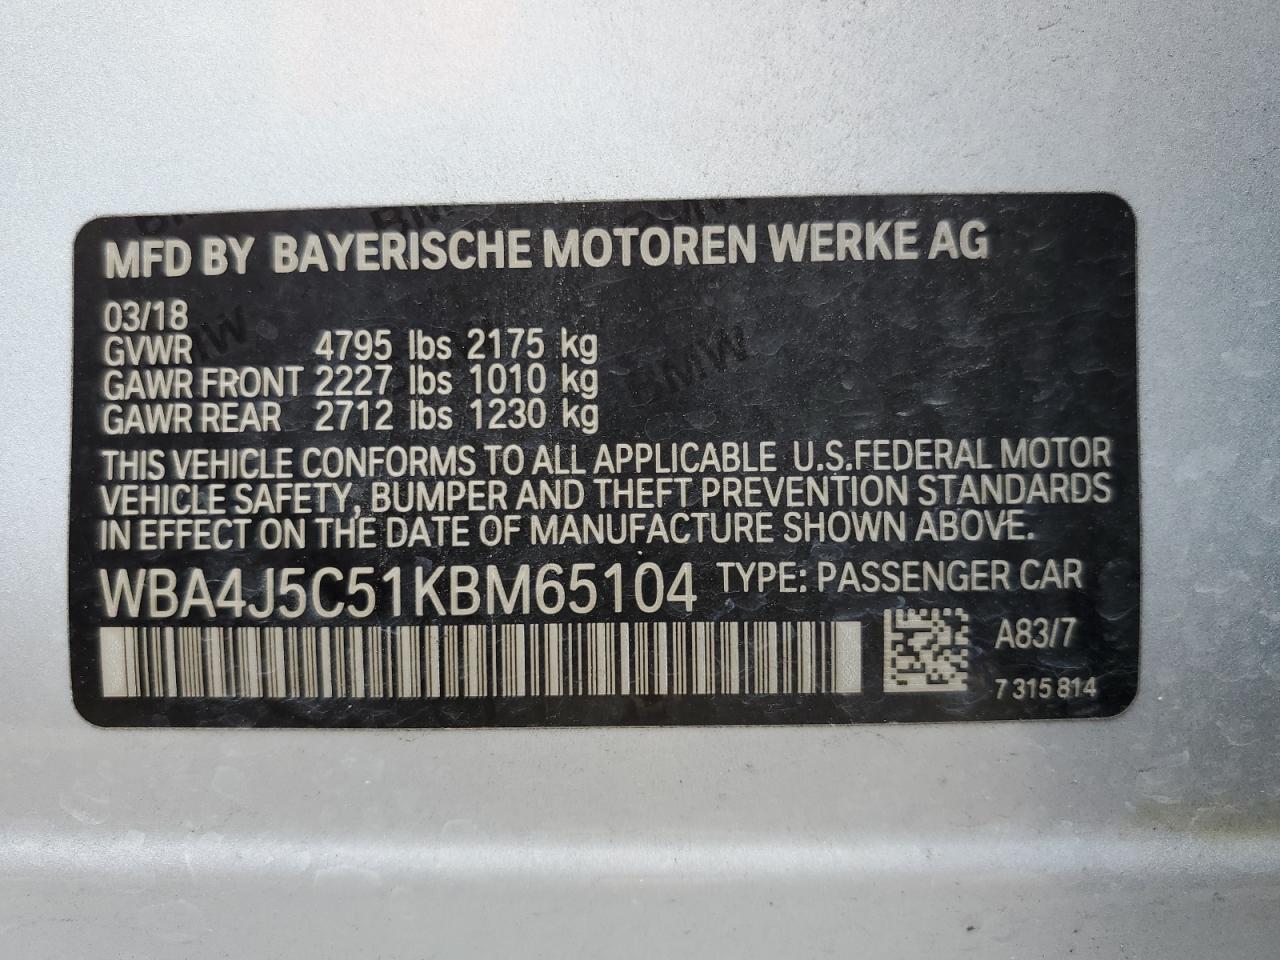 MFD BY BAYERISCHE MOTOREN WERKE AG
03/18
GVWR 4795 lbs 2175 kg
GAWR FRONT 2227 lbs 1010 kg
GAWR REAR 2712 lbs 1230 kg
THIS VEHICLE CONFORMS TO ALL APPLICABLE U.S.FEDERAL MOTOR
VEHICLE SAFETY, BUMPER AND THEFT PREVENTION STANDARDS
IN EFFECT ON THE DATE OF MANUFACTURE SHOWN ABOVE.
WBA4J5C51KBM65104 TYPE: PASSENGER CAR
A83/7
7 315 814